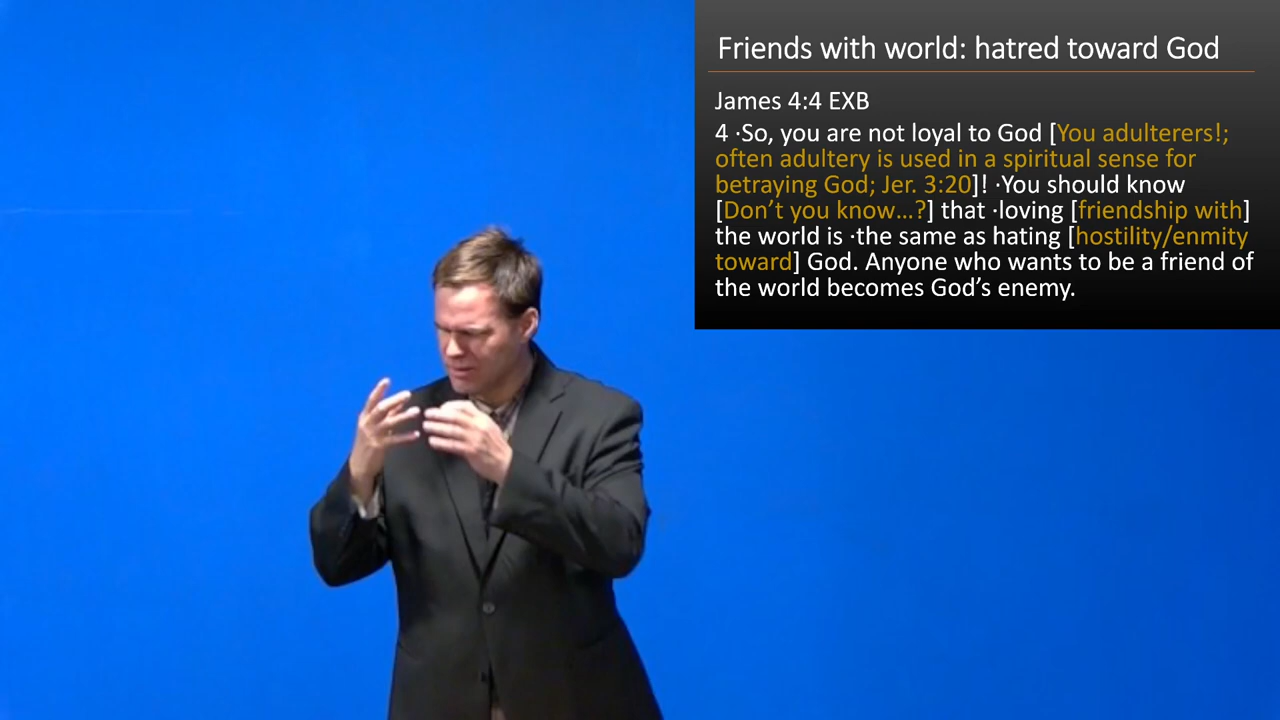 Friends with world: hatred toward God
James 4:4 EXB
4 ·So, you are not loyal to God [You adulterers!;
often adultery is used in a spiritual sense for
betraying God; Jer. 3:20]! ·You should know
[Don’t you know…?] that ·loving [friendship with]
the world is ·the same as hating [hostility/enmity
toward] God. Anyone who wants to be a friend of
the world becomes God’s enemy.